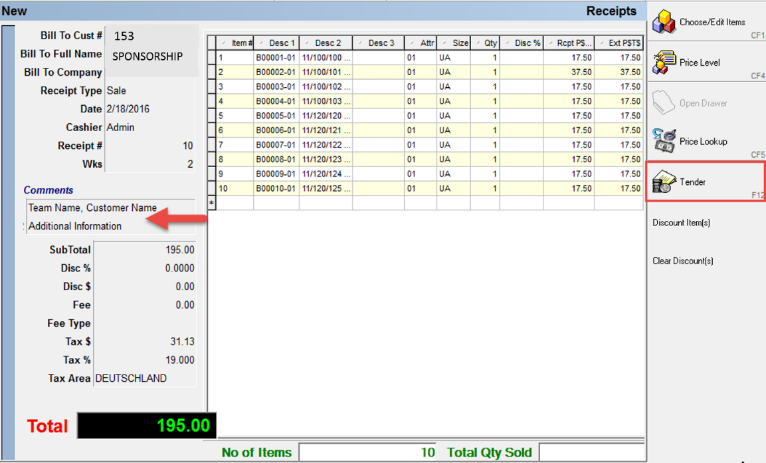 New
Receipts
Bill To Cust # 153
Bill To Full Name SPONSORSHIP
Bill To Company
Receipt Type Sale
Date 2/18/2016
Cashier Admin
Receipt # 10
Wks 2
Comments
Team Name, Customer Name
Additional Information
SubTotal 195.00
Disc % 0.0000
Disc $ 0.00
Fee 0.00
Fee Type
Tax $ 31.13
Tax % 19.000
Tax Area DEUTSCHLAND
Total 195.00
Item # Desc 1 Desc 2 Desc 3 Attr Size Qty Disc % Rcpt P$... Ext P$T$
1 B00001-01 11/100/100 ... 01 UA 1 17.50 17.50
2 B00002-01 11/100/101 ... 01 UA 1 37.50 37.50
3 B00003-01 11/100/102 ... 01 UA 1 17.50 17.50
4 B00004-01 11/100/103 ... 01 UA 1 17.50 17.50
5 B00005-01 11/120/120 ... 01 UA 1 17.50 17.50
6 B00006-01 11/120/121 ... 01 UA 1 17.50 17.50
7 B00007-01 11/120/122 ... 01 UA 1 17.50 17.50
8 B00008-01 11/120/123 ... 01 UA 1 17.50 17.50
9 B00009-01 11/120/124 ... 01 UA 1 17.50 17.50
10 B00010-01 11/120/125 ... 01 UA 1 17.50 17.50
*
No of Items 10 Total Qty Sold
Choose/Edit Items
CF1
Price Level
CF4
Open Drawer
Price Lookup
CF5
Tender
F12
Discount Item(s)
Clear Discount(s)